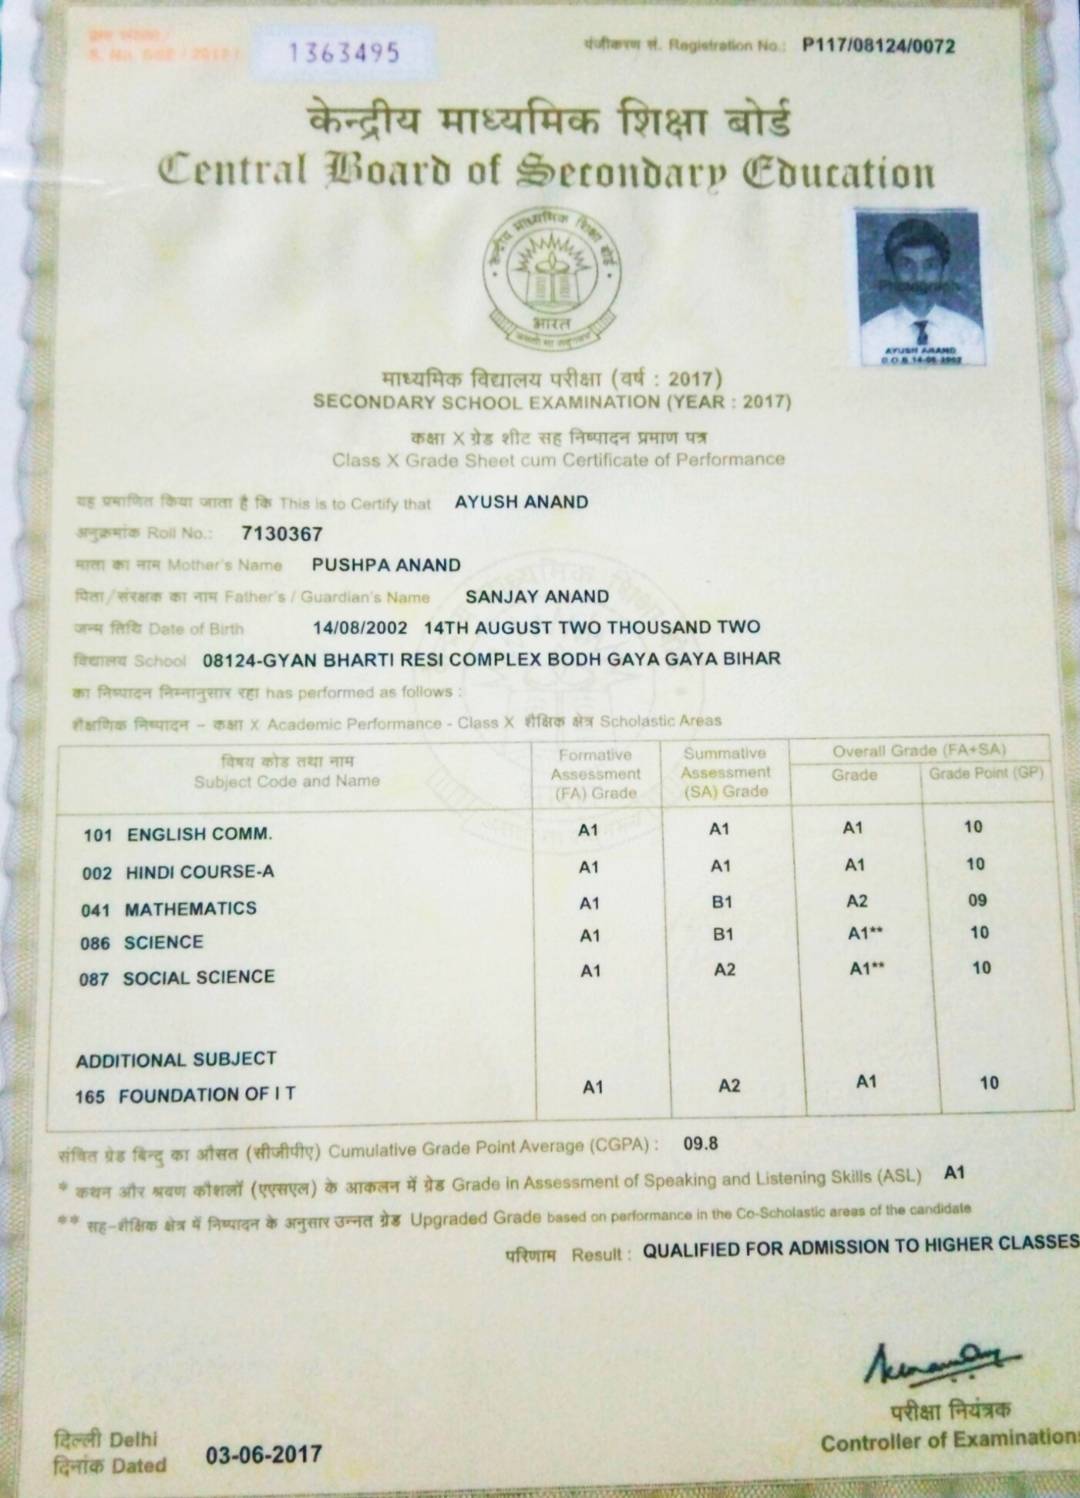 1363495
पंजीकरण सं. Registration No.: P117/08124/0072
केन्द्रीय माध्यमिक शिक्षा बोर्ड
Central Board of Secondary Education
केन्द्रीय माध्यमिक शिक्षा बोर्ड
भारत
Photograph
AYUSH ANAND
D.O.B.14-08-2002
माध्यमिक विद्यालय परीक्षा (वर्ष : 2017)
SECONDARY SCHOOL EXAMINATION (YEAR : 2017)
कक्षा X ग्रेड शीट सह निष्पादन प्रमाण पत्र
Class X Grade Sheet cum Certificate of Performance
यह प्रमाणित किया जाता है कि This is to Certify that AYUSH ANAND
अनुक्रमांक Roll No.: 7130367
माता का नाम Mother's Name PUSHPA ANAND
पिता/संरक्षक का नाम Father's / Guardian's Name SANJAY ANAND
जन्म तिथि Date of Birth 14/08/2002 14TH AUGUST TWO THOUSAND TWO
विद्यालय School 08124-GYAN BHARTI RESI COMPLEX BODH GAYA GAYA BIHAR
का निष्पादन निम्नानुसार रहा has performed as follows :
शैक्षणिक निष्पादन – कक्षा X Academic Performance - Class X शैक्षिक क्षेत्र Scholastic Areas
विषय कोड तथा नाम
Subject Code and Name
Formative
Assessment
(FA) Grade
Summative
Assessment
(SA) Grade
Overall Grade (FA+SA)
Grade Grade Point (GP)
101 ENGLISH COMM. A1 A1 A1 10
002 HINDI COURSE-A A1 A1 A1 10
041 MATHEMATICS A1 B1 A2 09
086 SCIENCE A1 B1 A1** 10
087 SOCIAL SCIENCE A1 A2 A1** 10
ADDITIONAL SUBJECT
165 FOUNDATION OF I T A1 A2 A1 10
संचित ग्रेड बिन्दु का औसत (सीजीपीए) Cumulative Grade Point Average (CGPA) : 09.8
* कथन और श्रवण कौशलों (एएसएल) के आकलन में ग्रेड Grade in Assessment of Speaking and Listening Skills (ASL) A1
** सह-शैक्षिक क्षेत्र में निष्पादन के अनुसार उन्नत ग्रेड Upgraded Grade based on performance in the Co-Scholastic areas of the candidate
परिणाम Result : QUALIFIED FOR ADMISSION TO HIGHER CLASSES
परीक्षा नियंत्रक
Controller of Examinations
दिल्ली Delhi
दिनांक Dated 03-06-2017